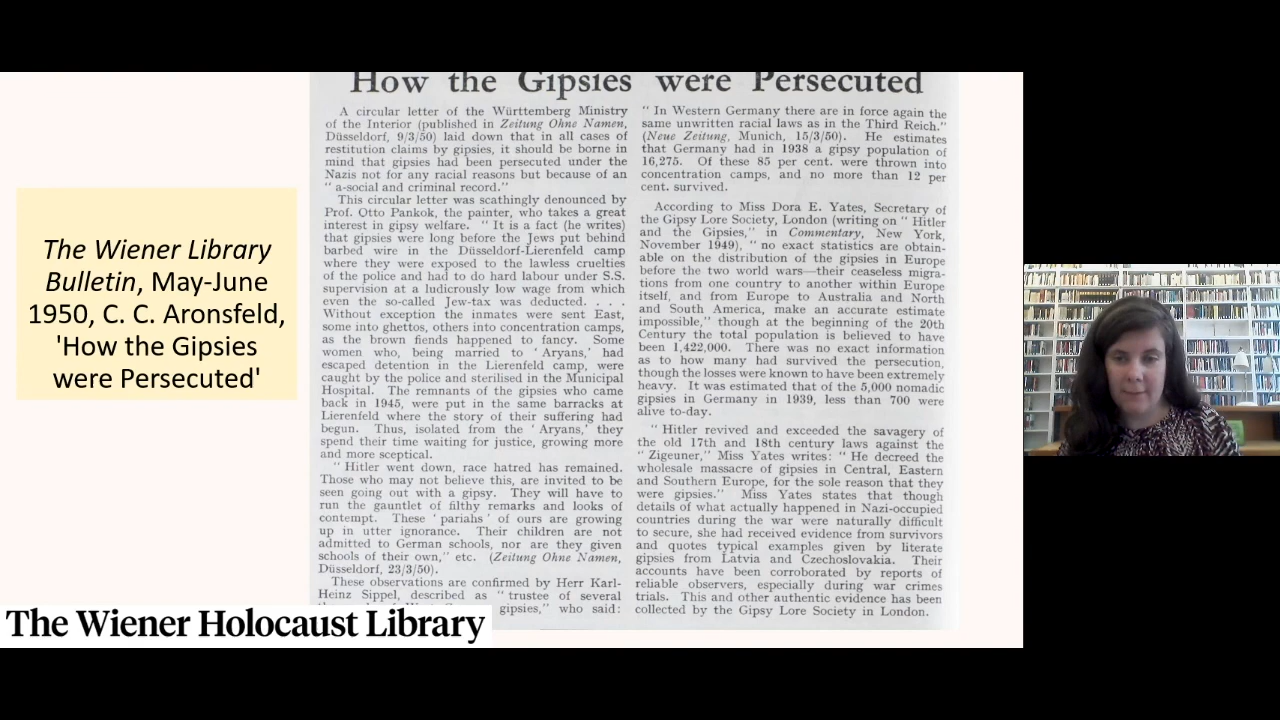 How the Gipsies were Persecuted
The Wiener Library
Bulletin, May-June
1950, C. C. Aronsfeld,
'How the Gipsies
were Persecuted'
A circular letter of the Württemberg Ministry
of the Interior (published in Zeitung Ohne Namen,
Düsseldorf, 9/3/50) laid down that in all cases of
restitution claims by gipsies, it should be borne in
mind that gipsies had been persecuted under the
Nazis not for any racial reasons but because of an
" a-social and criminal record."
This circular letter was scathingly denounced by
Prof. Otto Pankok, the painter, who takes a great
interest in gipsy welfare. " It is a fact (he writes)
that gipsies were long before the Jews put behind
barbed wire in the Düsseldorf-Lierenfeld camp
where they were exposed to the lawless cruelties
of the police and had to do hard labour under S.S.
supervision at a ludicrously low wage from which
even the so-called Jew-tax was deducted. . . .
Without exception the inmates were sent East,
some into ghettos, others into concentration camps,
as the brown fiends happened to fancy. Some
women who, being married to ' Aryans,' had
escaped detention in the Lierenfeld camp, were
caught by the police and sterilised in the Municipal
Hospital. The remnants of the gipsies who came
back in 1945, were put in the same barracks at
Lierenfeld where the story of their suffering had
begun. Thus, isolated from the ' Aryans,' they
spend their time waiting for justice, growing more
and more sceptical.
" Hitler went down, race hatred has remained.
Those who may not believe this, are invited to be
seen going out with a gipsy. They will have to
run the gauntlet of filthy remarks and looks of
contempt. These ' pariahs ' of ours are growing
up in utter ignorance. Their children are not
admitted to German schools, nor are they given
schools of their own," etc. (Zeitung Ohne Namen,
Düsseldorf, 23/3/50).
These observations are confirmed by Herr Karl-
Heinz Sippel, described as " trustee of several
gipsies," who said:
" In Western Germany there are in force again the
same unwritten racial laws as in the Third Reich."
(Neue Zeitung, Munich, 15/3/50). He estimates
that Germany had in 1938 a gipsy population of
16,275. Of these 85 per cent. were thrown into
concentration camps, and no more than 12 per
cent. survived.
According to Miss Dora E. Yates, Secretary of
the Gipsy Lore Society, London (writing on " Hitler
and the Gipsies," in Commentary, New York,
November 1949), " no exact statistics are obtain-
able on the distribution of the gipsies in Europe
before the two world wars—their ceaseless migra-
tions from one country to another within Europe
itself, and from Europe to Australia and North
and South America, make an accurate estimate
impossible," though at the beginning of the 20th
Century the total population is believed to have
been 1,422,000. There was no exact information
as to how many had survived the persecution,
though the losses were known to have been extremely
heavy. It was estimated that of the 5,000 nomadic
gipsies in Germany in 1939, less than 700 were
alive to-day.
" Hitler revived and exceeded the savagery of
the old 17th and 18th century laws against the
" Zigeuner," Miss Yates writes: " He decreed the
wholesale massacre of gipsies in Central, Eastern
and Southern Europe, for the sole reason that they
were gipsies." Miss Yates states that though
details of what actually happened in Nazi-occupied
countries during the war were naturally difficult
to secure, she had received evidence from survivors
and quotes typical examples given by literate
gipsies from Latvia and Czechoslovakia. Their
accounts have been corroborated by reports of
reliable observers, especially during war crimes
trials. This and other authentic evidence has been
collected by the Gipsy Lore Society in London.
The Wiener Holocaust Library